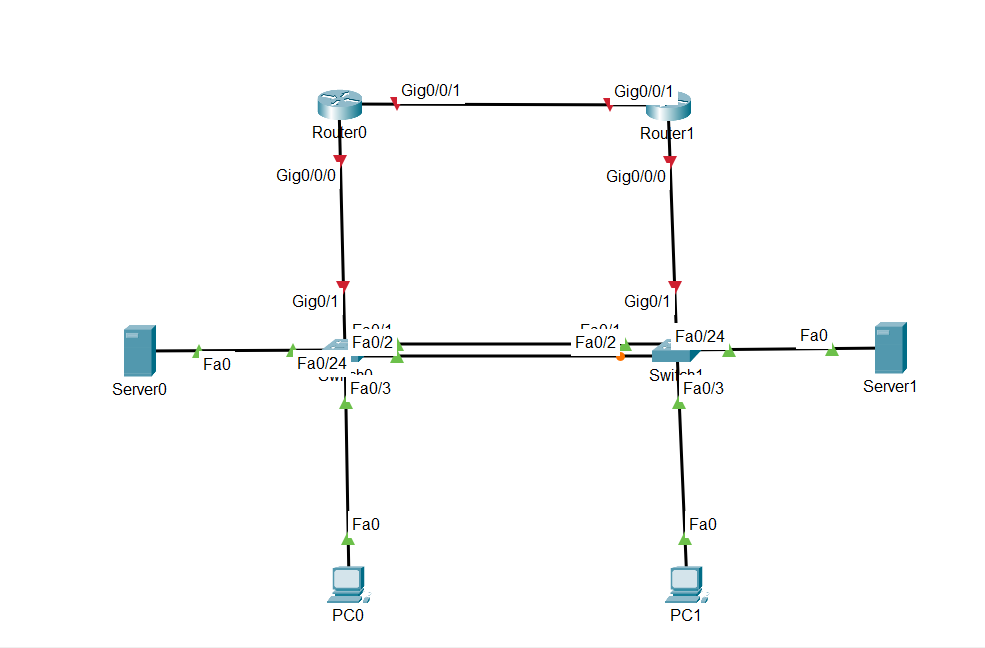 Gig0/0/1
Gig0/0/1
Router0
Router1
Gig0/0/0
Gig0/0/0
Gig0/1
Gig0/1
Fa0/1
Fa0/1
Fa0/2
Fa0/2
Fa0/24
Fa0
Fa0
Fa0/24
Switch0
Switch1
Server0
Server1
Fa0/3
Fa0/3
Fa0
Fa0
PC0
PC1